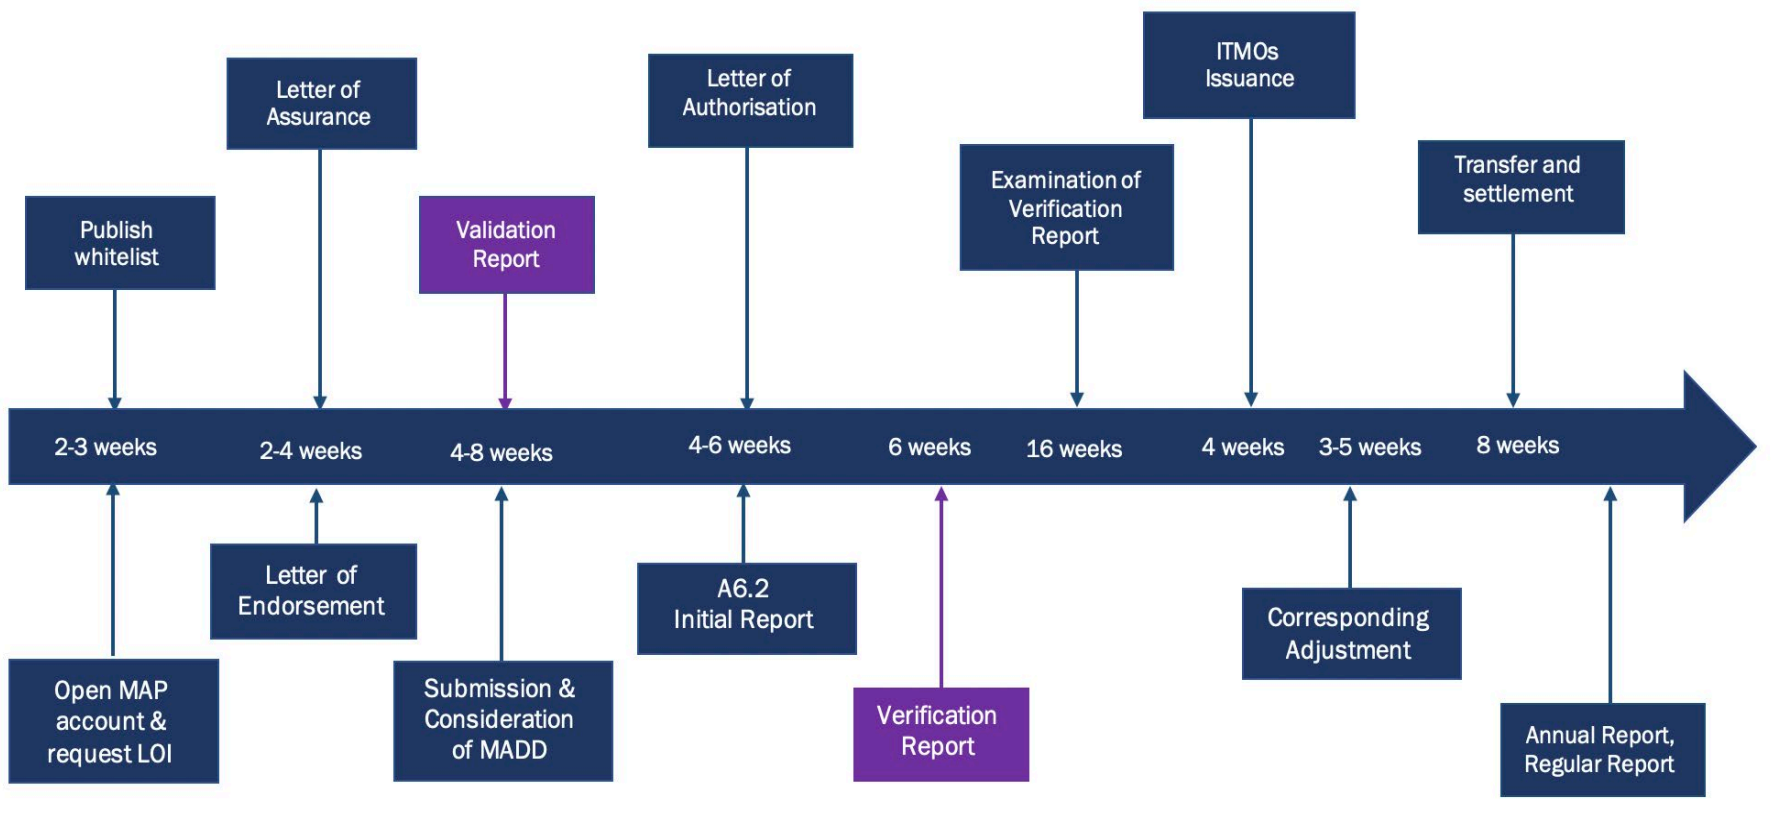 ITMOs
Issuance
Letter of
Assurance
Letter of
Authorisation
Examination of
Verification
Report
Transfer and
settlement
Publish
whitelist
Validation
Report
2-3 weeks
2-4 weeks
4-8 weeks
4-6 weeks
6 weeks
16 weeks
4 weeks
3-5 weeks
8 weeks
Letter of
Endorsement
A6.2
Initial Report
Corresponding
Adjustment
Open MAP
account &
request LOI
Submission &
Consideration
of MADD
Verification
Report
Annual Report,
Regular Report